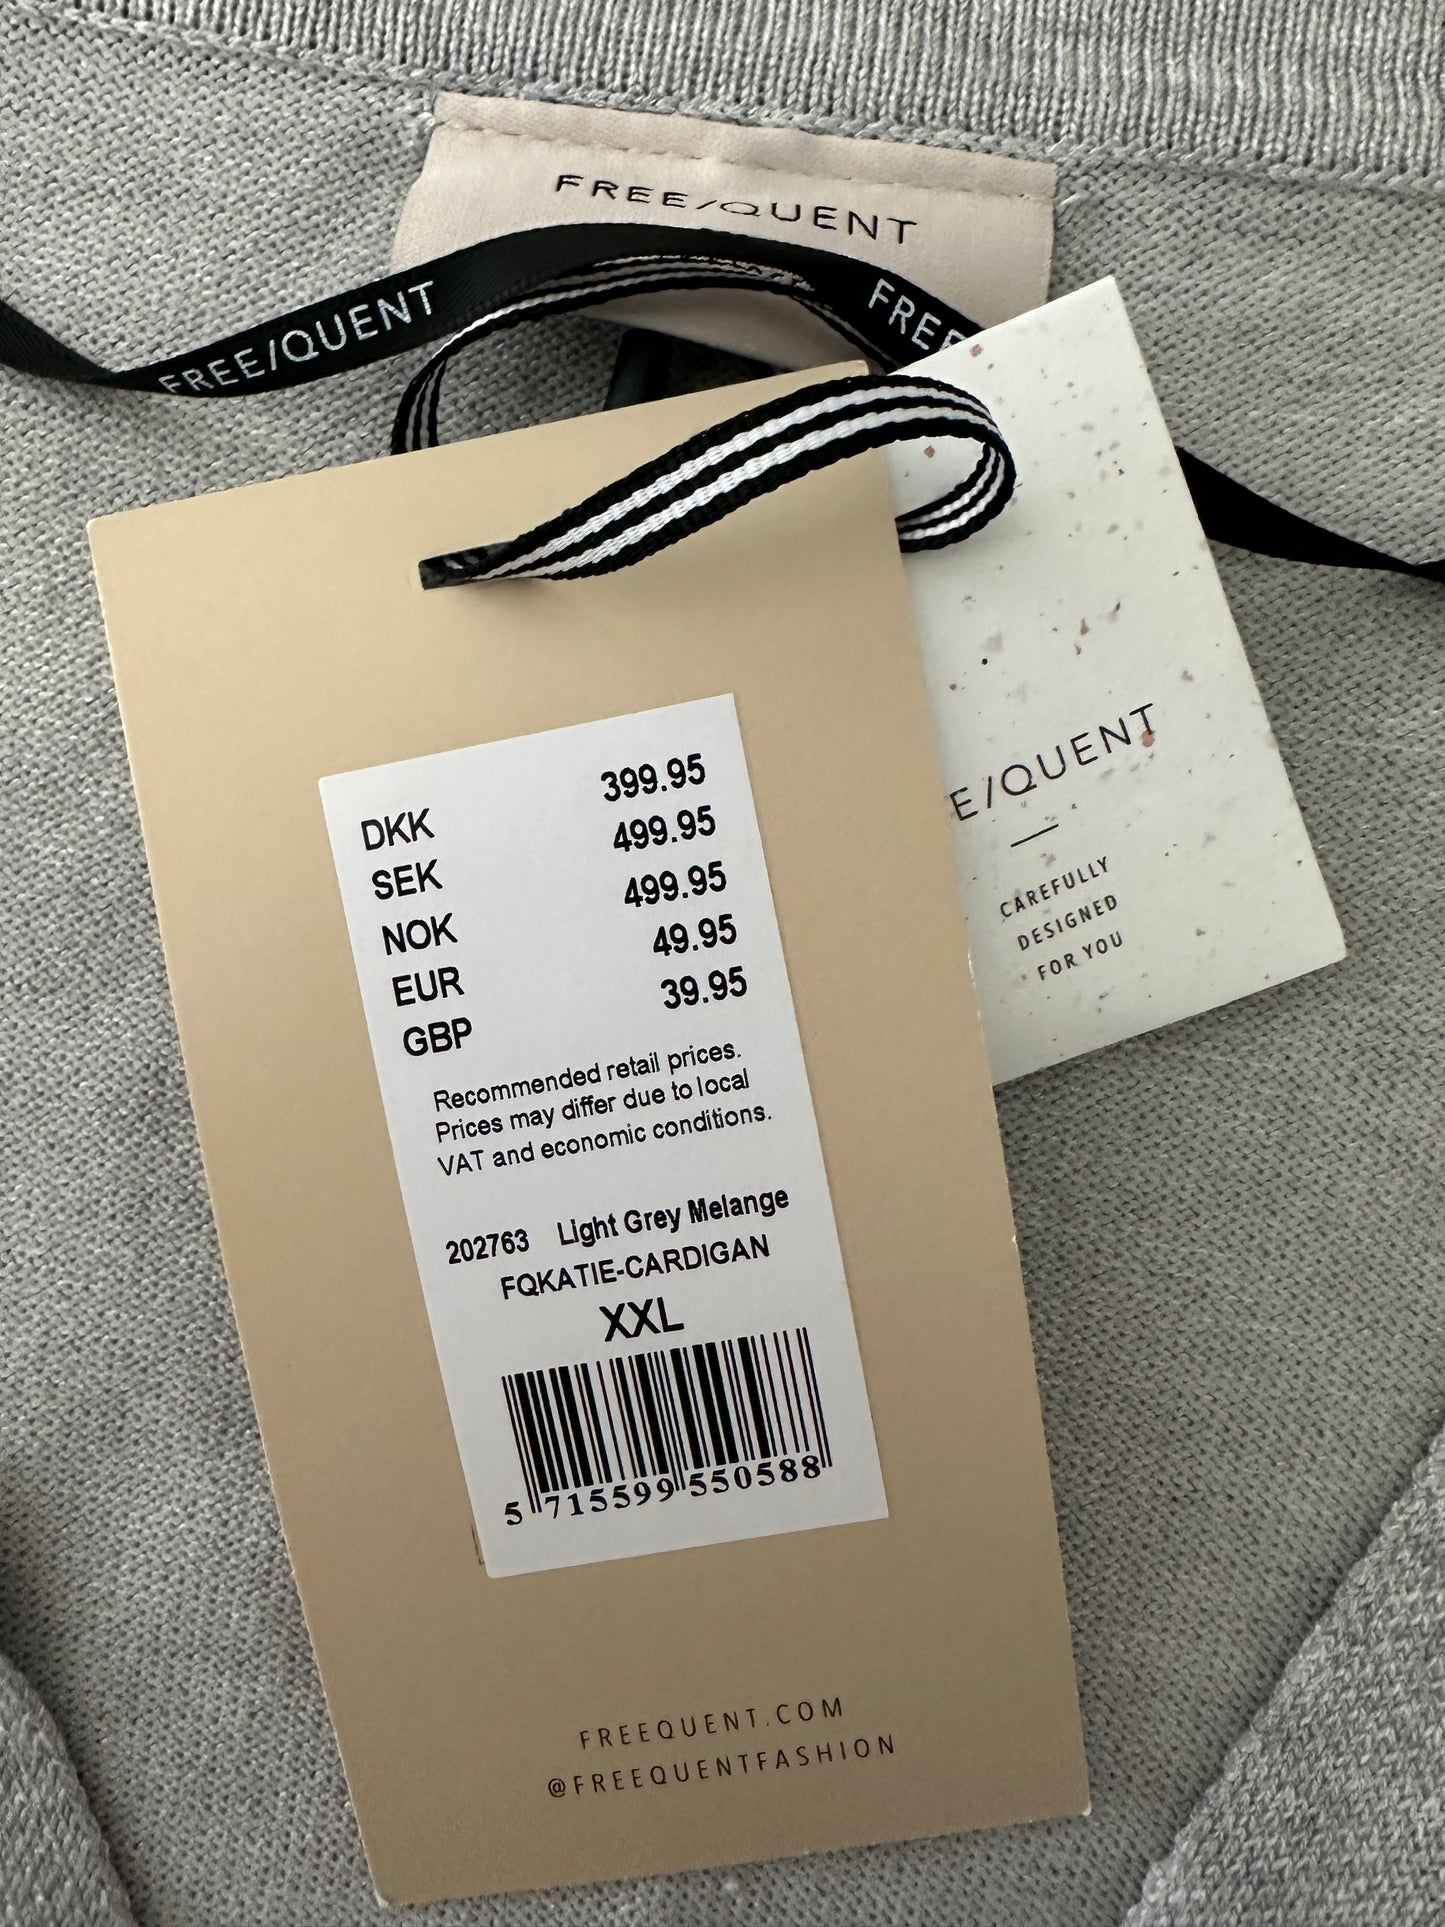 FREE/QUENT
FREE/QUENT
FREE
E/QUENT
CAREFULLY
DESIGNED
FOR YOU
DKK 399.95
SEK 499.95
NOK 499.95
EUR 49.95
GBP 39.95
Recommended retail prices.
Prices may differ due to local
VAT and economic conditions.
202763 Light Grey Melange
FQKATIE-CARDIGAN
XXL
5 715599 550588
FREEQUENT.COM
@FREEQUENTFASHION